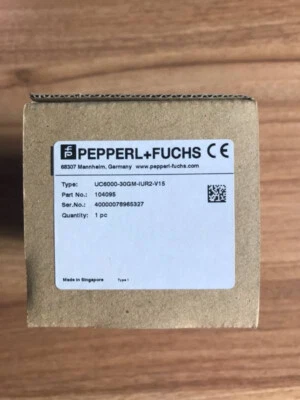 PEPPERL+FUCHS CE
68307 Mannheim, Germany www.pepperl-fuchs.com
Type: UC6000-30GM-IUR2-V15
Part No.: 104095
Ser.No.: 40000078965327
Quantity: 1 pc
Made in Singapore Type I